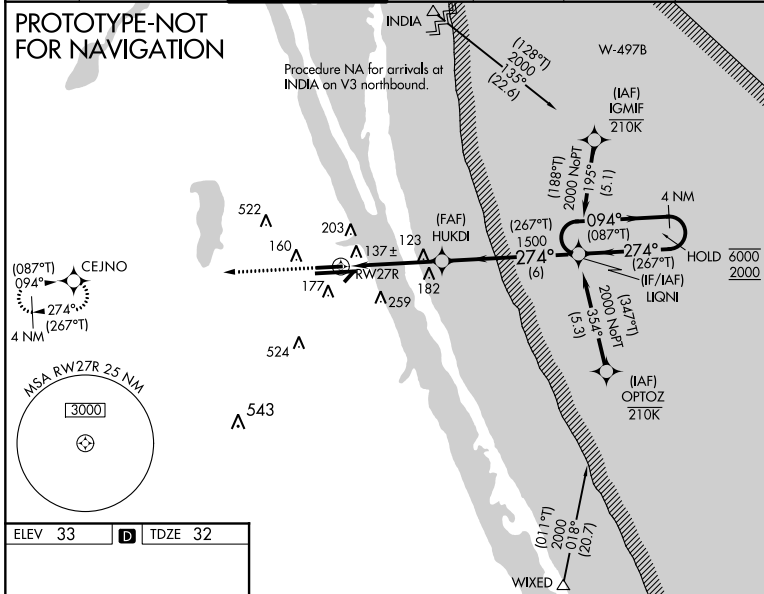 PROTOTYPE-NOT
FOR NAVIGATION
INDIA
Procedure NA for arrivals at
INDIA on V3 northbound.
(128°T)
2000
135°
(22.6)
W-497B
(IAF)
IGMIF
210K
(188°T)
2000 NoPT
195°
(5.1)
4 NM
094°
(087°T)
274°
(267°T)
HOLD
6000
2000
(IF/IAF)
LIQNI
(267°T)
1500
274°
(6)
(FAF)
HUKDI
522
203
160
137±
123
RW27R
177
259
182
524
543
(087°T)
094°
CEJNO
274°
(267°T)
4 NM
(347°T)
2000 NoPT
354°
(5.3)
(IAF)
OPTOZ
210K
MSA RW27R 25 NM
3000
(011°T)
2000
018°
(20.7)
WIXED
ELEV 33
D
TDZE 32